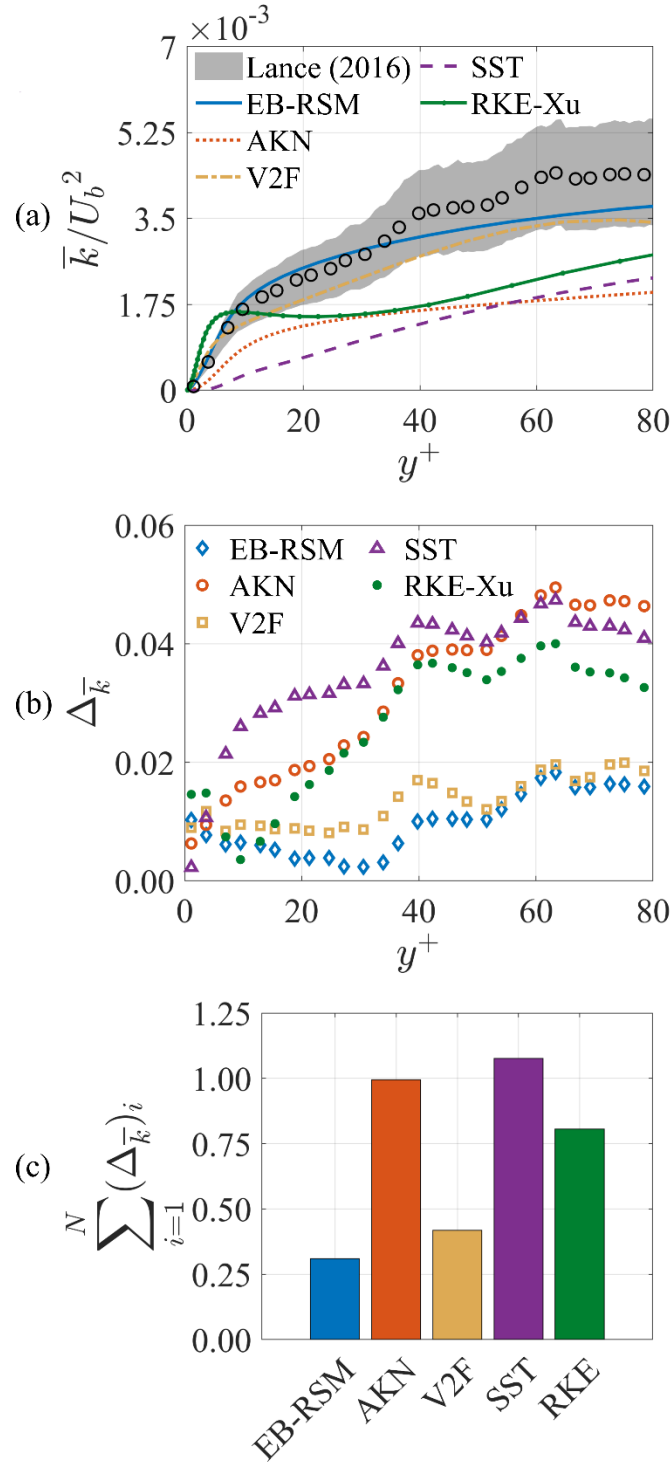 ×10⁻³
7
5.25
3.5
1.75
0
Lance (2016)
SST
EB-RSM
RKE-Xu
AKN
V2F
(a)
k̅/U_b²
0 20 40 60 80
y⁺
0.06
0.04
0.02
0.00
EB-RSM
SST
AKN
RKE-Xu
V2F
(b)
Δ_k̅
0 20 40 60 80
y⁺
1.25
1.00
0.75
0.50
0.25
0.00
(c)
∑_{i=1}^{N}(Δ_k̅)_i
EB-RSM AKN V2F SST RKE